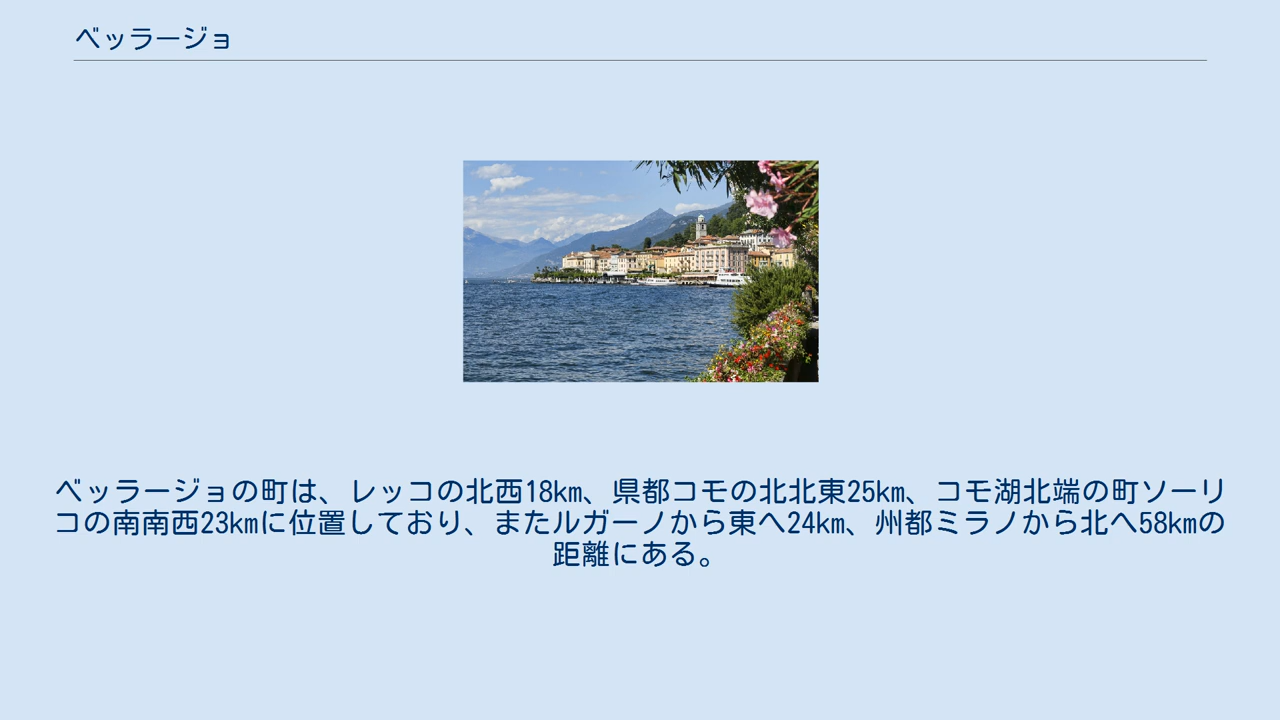 ベッラージョ
ベッラージョの町は、レッコの北西18km、県都コモの北北東25km、コモ湖北端の町ソーリ
コの南南西23kmに位置しており、またルガーノから東へ24km、州都ミラノから北へ58kmの
距離にある。